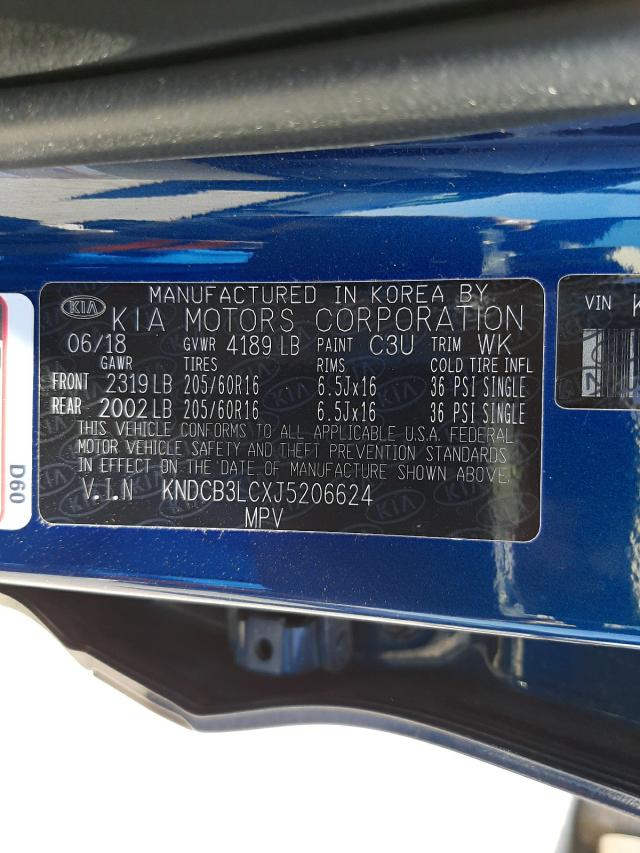 MANUFACTURED IN KOREA BY
KIA KIA MOTORS CORPORATION
06/18 GVWR 4189 LB PAINT C3U TRIM WK
GAWR TIRES RIMS COLD TIRE INFL
FRONT 2319 LB 205/60R16 6.5Jx16 36 PSI SINGLE
REAR 2002 LB 205/60R16 6.5Jx16 36 PSI SINGLE
THIS VEHICLE CONFORMS TO ALL APPLICABLE U.S.A. FEDERAL
MOTOR VEHICLE SAFETY AND THEFT PREVENTION STANDARDS
IN EFFECT ON THE DATE OF MANUFACTURE SHOWN ABOVE.
V.I.N KNDCB3LCXJ5206624
MPV
D60
VIN K